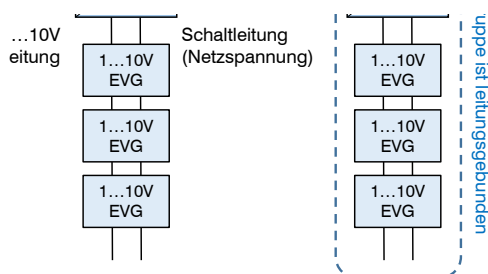 …10V
eitung
Schaltleitung
(Netzspannung)
1…10V
EVG
1…10V
EVG
1…10V
EVG
1…10V
EVG
1…10V
EVG
1…10V
EVG
uppe ist leitungsgebunden